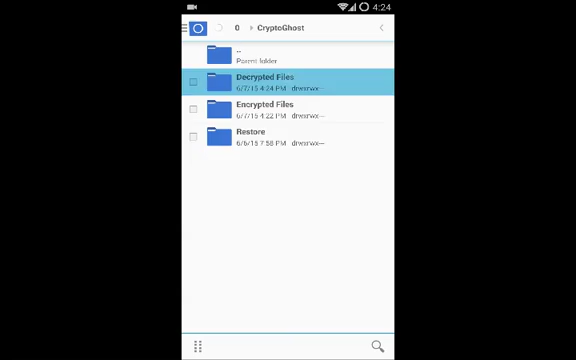 4:24
0 CryptoGhost
..
Parent folder
Decrypted Files
6/7/15 4:24 PM drwxrwx---
Encrypted Files
6/7/15 4:22 PM drwxrwx---
Restore
6/6/15 7:58 PM drwxrwx---